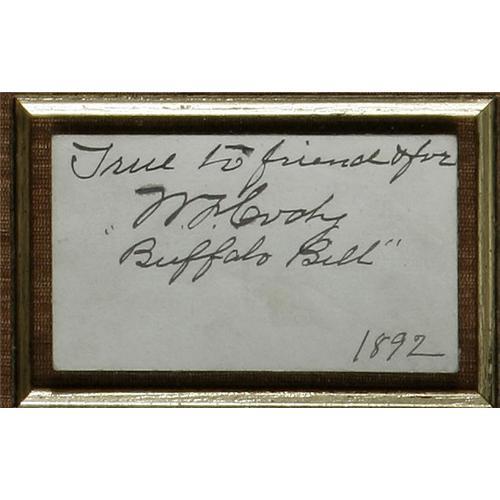 True to friend & foe
W. F. Cody
"Buffalo Bill"
1892